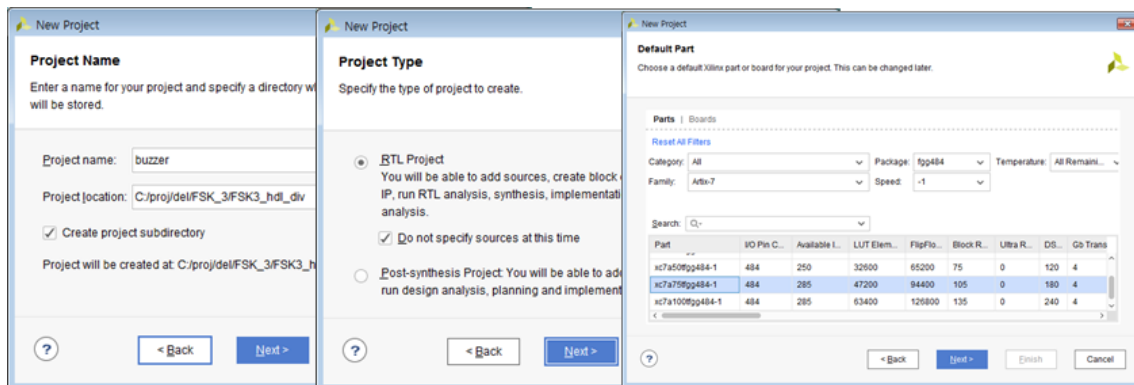 New Project
Project Name
Enter a name for your project and specify a directory
will be stored.
Project name: buzzer
Project location: C:/proj/del/FSK_3/FSK3_hdl_div
Create project subdirectory
Project will be created at: C:/proj/del/FSK_3/FSK3_h
?
< Back
Next >
New Project
Project Type
Specify the type of project to create.
RTL Project
You will be able to add sources, create block
IP, run RTL analysis, synthesis, implementati
analysis.
Do not specify sources at this time
Post-synthesis Project: You will be able to ad
run design analysis, planning and implement
?
< Back
Next >
New Project
Default Part
Choose a default Xilinx part or board for your project. This can be changed later.
Parts | Boards
Reset All Filters
Category: All Package: fgg484 Temperature: All Remaini...
Family: Artix-7 Speed: -1
Search: Q-
Part I/O Pin C... Available I... LUT Elem... FlipFlo... Block R... Ultra R... DS... Gb Trans
xc7a50tfgg484-1 484 250 32600 65200 75 0 120 4
xc7a75tfgg484-1 484 285 47200 94400 105 0 180 4
xc7a100tfgg484-1 484 285 63400 126800 135 0 240 4
?
< Back
Next >
Finish
Cancel